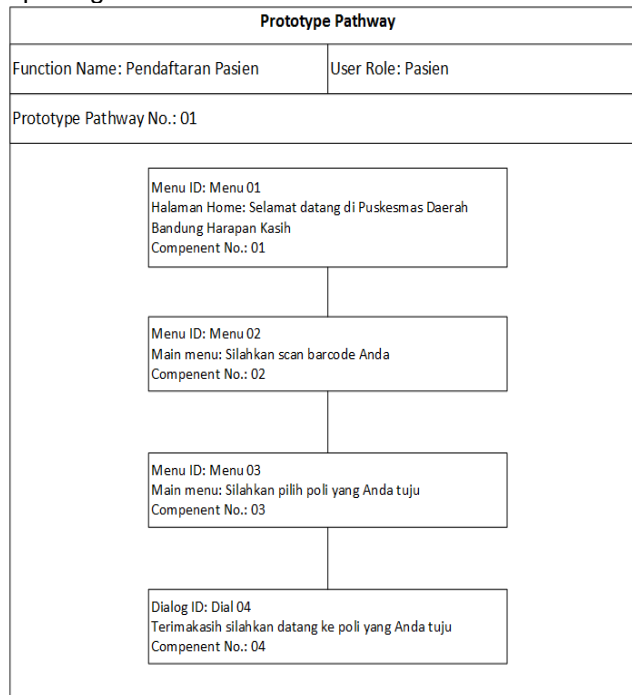 Prototype Pathway
Function Name: Pendaftaran Pasien
User Role: Pasien
Prototype Pathway No.: 01
Menu ID: Menu 01
Halaman Home: Selamat datang di Puskesmas Daerah
Bandung Harapan Kasih
Compenent No.: 01
Menu ID: Menu 02
Main menu: Silahkan scan barcode Anda
Compenent No.: 02
Menu ID: Menu 03
Main menu: Silahkan pilih poli yang Anda tuju
Compenent No.: 03
Dialog ID: Dial 04
Terimakasih silahkan datang ke poli yang Anda tuju
Compenent No.: 04